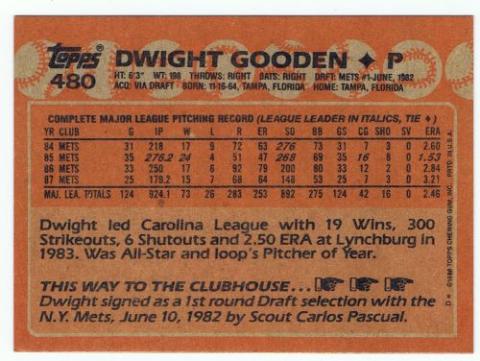 Topps®
480
DWIGHT GOODEN ✦ P
HT: 6'3" WT: 198 THROWS: RIGHT BATS: RIGHT DRAFT: METS #1-JUNE, 1982
ACQ: VIA DRAFT BORN: 11-16-64, TAMPA, FLORIDA HOME: TAMPA, FLORIDA
COMPLETE MAJOR LEAGUE PITCHING RECORD (LEAGUE LEADER IN ITALICS, TIE ✦)
YR CLUB G IP W L R ER SO BB GS CG SHO SV ERA
84 METS 31 218 17 9 72 63 276 73 31 7 3 0 2.60
85 METS 35 276.2 24 4 51 47 268 69 35 16 8 0 1.53
86 METS 33 250 17 6 92 79 200 80 33 12 2 0 2.84
87 METS 25 179.2 15 7 68 64 148 53 25 7 3 0 3.21
MAJ. LEA. TOTALS 124 924.1 73 26 283 253 892 275 124 42 16 0 2.46
Dwight led Carolina League with 19 Wins, 300
Strikeouts, 6 Shutouts and 2.50 ERA at Lynchburg in
1983. Was All-Star and loop's Pitcher of Year.
THIS WAY TO THE CLUBHOUSE...
Dwight signed as a 1st round Draft selection with the
N.Y. Mets, June 10, 1982 by Scout Carlos Pascual.
D* ©1988 TOPPS CHEWING GUM, INC. PRTD. IN U.S.A.